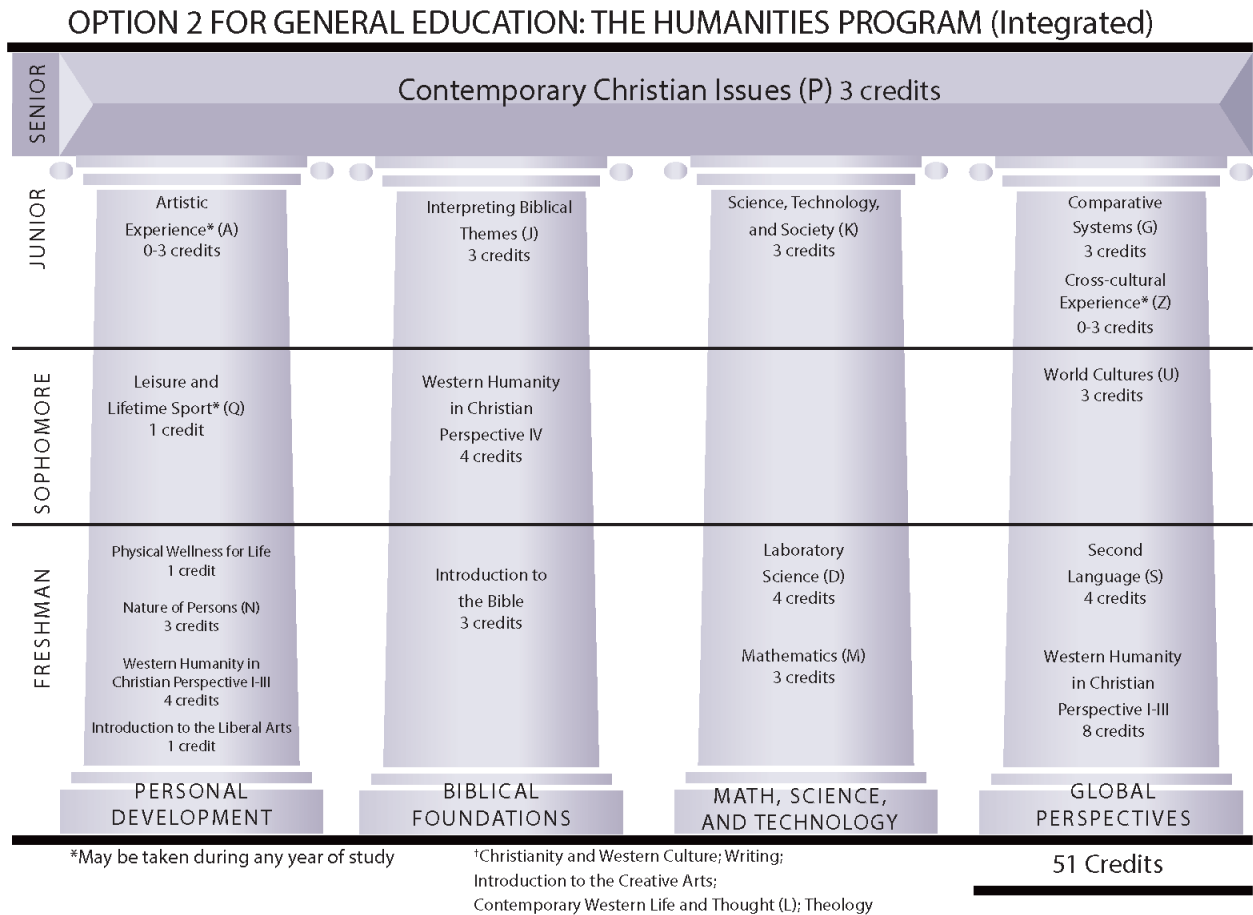 OPTION 2 FOR GENERAL EDUCATION: THE HUMANITIES PROGRAM (Integrated)
SENIOR
Contemporary Christian Issues (P) 3 credits
JUNIOR
Artistic
Experience* (A)
0-3 credits
Interpreting Biblical
Themes (J)
3 credits
Science, Technology,
and Society (K)
3 credits
Comparative
Systems (G)
3 credits
Cross-cultural
Experience* (Z)
0-3 credits
SOPHOMORE
Leisure and
Lifetime Sport* (Q)
1 credit
Western Humanity
in Christian
Perspective IV
4 credits
World Cultures (U)
3 credits
FRESHMAN
Physical Wellness for Life
1 credit
Nature of Persons (N)
3 credits
Western Humanity in
Christian Perspective I-III
4 credits
Introduction to the Liberal Arts
1 credit
Introduction to
the Bible
3 credits
Laboratory
Science (D)
4 credits
Mathematics (M)
3 credits
Second
Language (S)
4 credits
Western Humanity
in Christian
Perspective I-III
8 credits
PERSONAL
DEVELOPMENT
BIBLICAL
FOUNDATIONS
MATH, SCIENCE,
AND TECHNOLOGY
GLOBAL
PERSPECTIVES
*May be taken during any year of study
†Christianity and Western Culture; Writing;
Introduction to the Creative Arts;
Contemporary Western Life and Thought (L); Theology
51 Credits